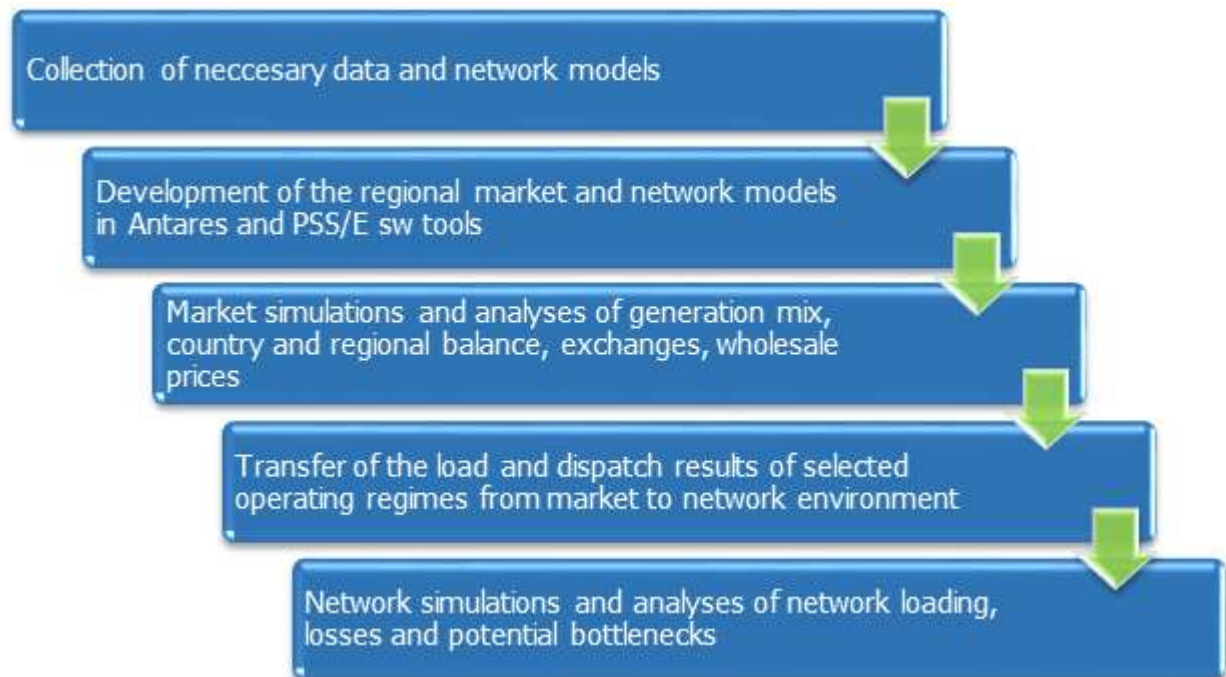 Collection of neccesary data and network models
Development of the regional market and network models
in Antares and PSS/E sw tools
Market simulations and analyses of generation mix,
country and regional balance, exchanges, wholesale
prices
Transfer of the load and dispatch results of selected
operating regimes from market to network environment
Network simulations and analyses of network loading,
losses and potential bottlenecks